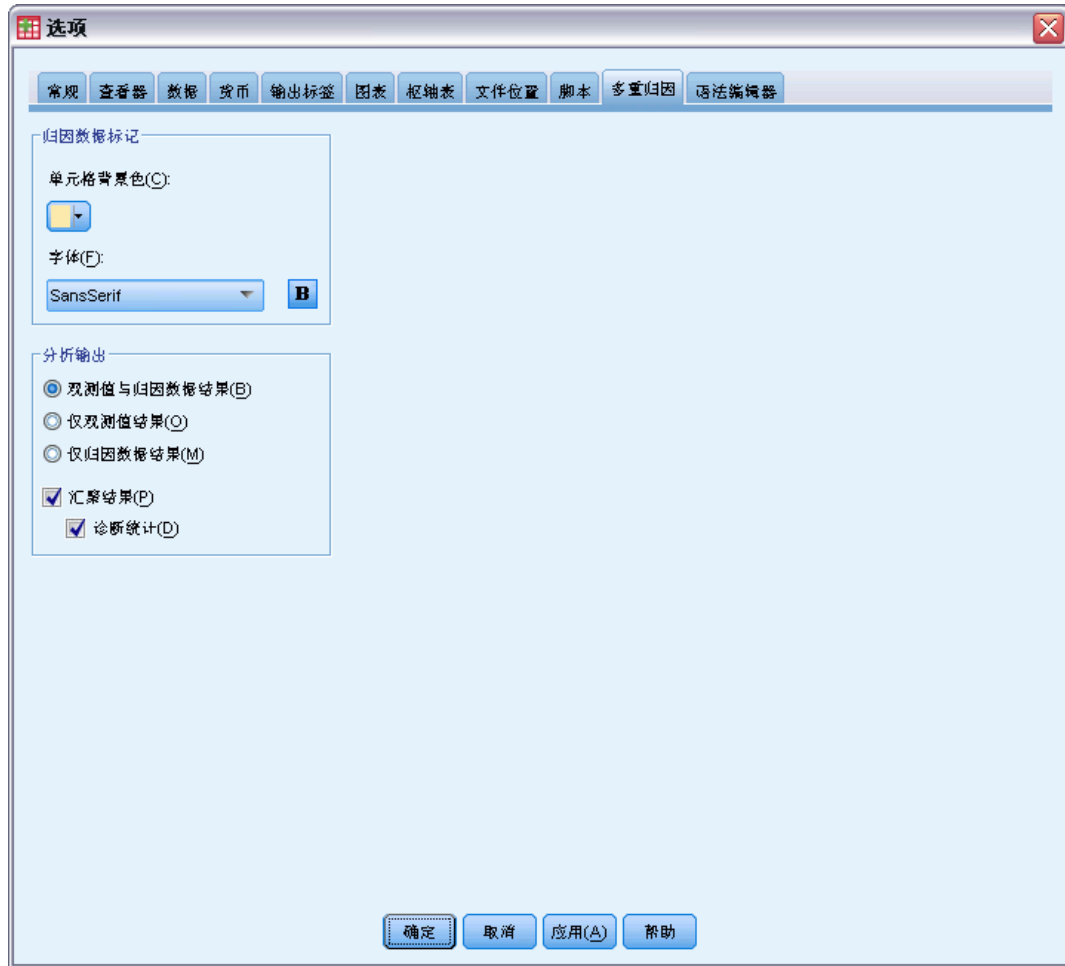 选项
常规 查看器 数据 货币 输出标签 图表 枢轴表 文件位置 脚本 多重归因 语法编辑器
归因数据标记
单元格背景色(C):
字体(F):
SansSerif B
分析输出
观测值与归因数据结果(B)
仅观测值结果(O)
仅归因数据结果(M)
汇聚结果(P)
诊断统计(D)
确定 取消 应用(A) 帮助